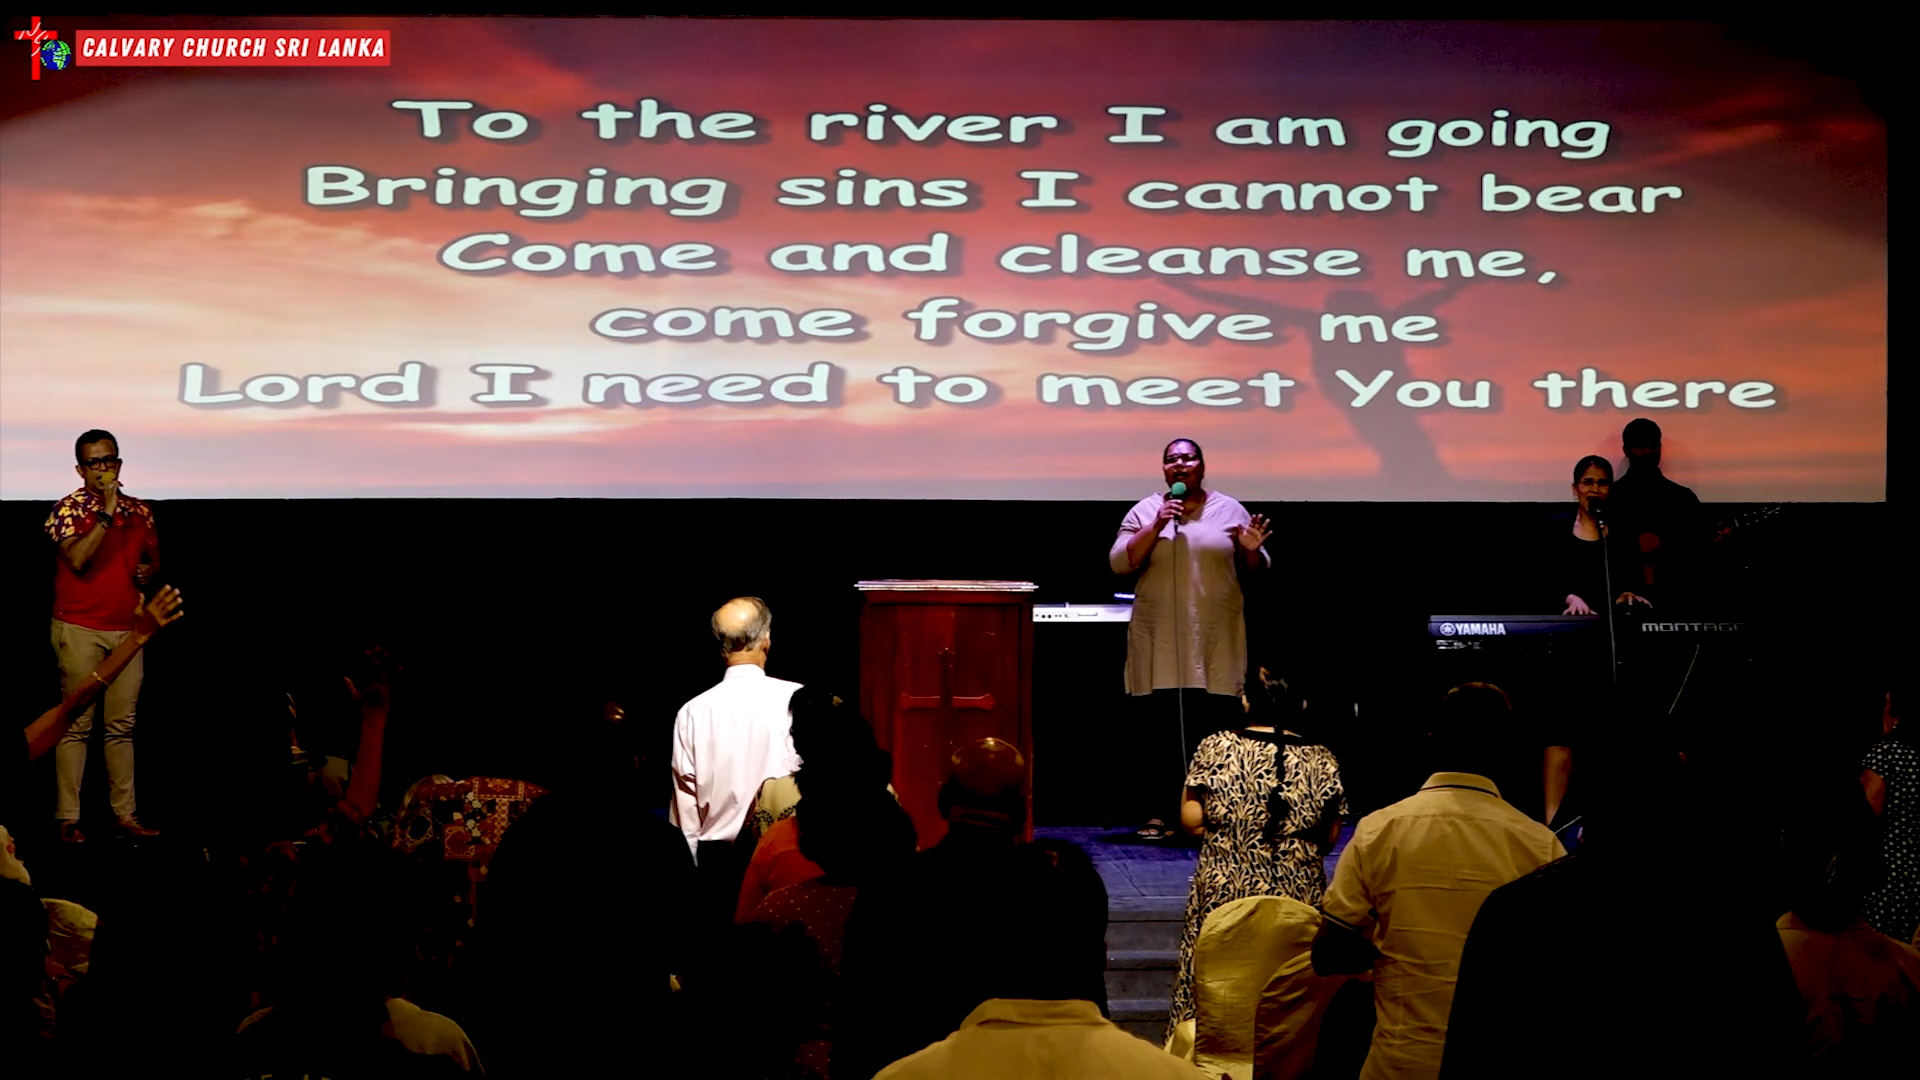 CALVARY CHURCH SRI LANKA
To the river I am going
Bringing sins I cannot bear
Come and cleanse me,
come forgive me
Lord I need to meet You there
YAMAHA
MONTAGE